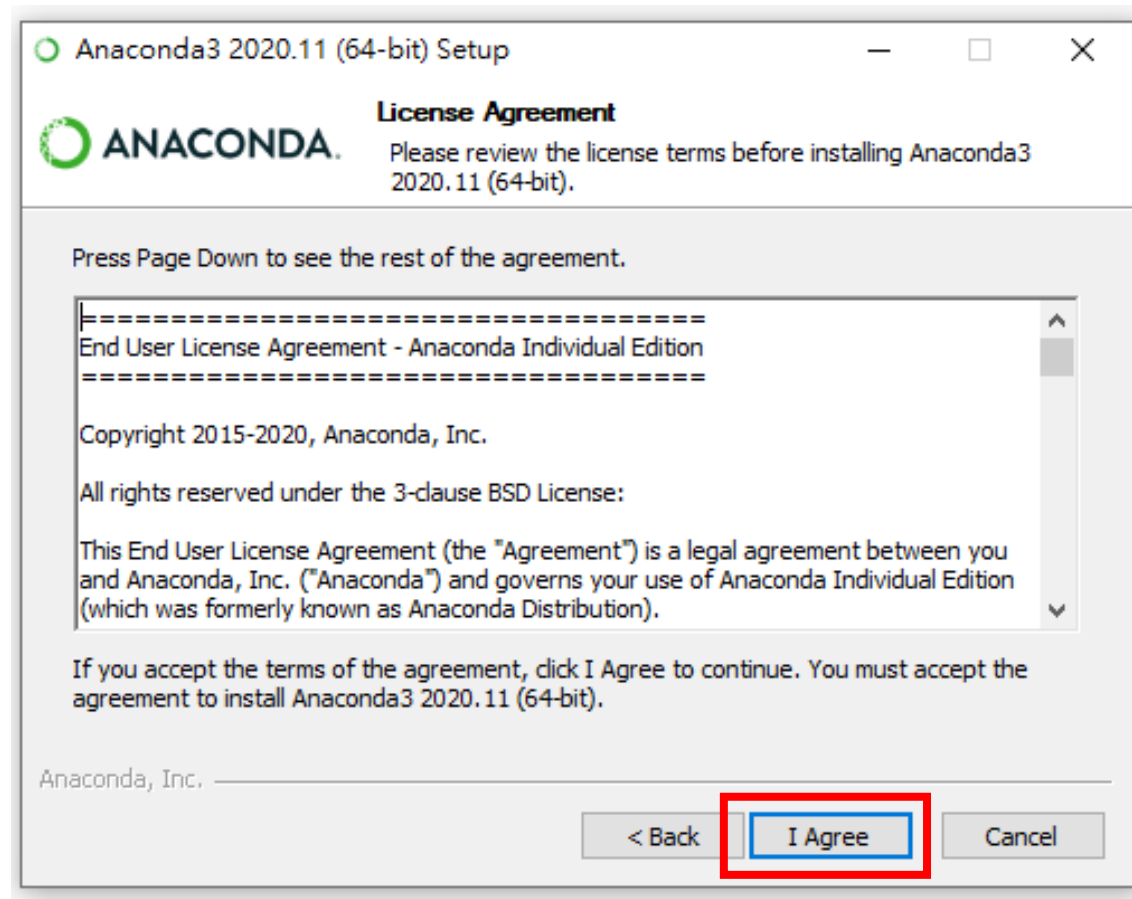 Anaconda3 2020.11 (64-bit) Setup
ANACONDA.
License Agreement
Please review the license terms before installing Anaconda3
2020.11 (64-bit).
Press Page Down to see the rest of the agreement.
===================================
End User License Agreement - Anaconda Individual Edition
===================================
Copyright 2015-2020, Anaconda, Inc.
All rights reserved under the 3-clause BSD License:
This End User License Agreement (the "Agreement") is a legal agreement between you
and Anaconda, Inc. ("Anaconda") and governs your use of Anaconda Individual Edition
(which was formerly known as Anaconda Distribution).
If you accept the terms of the agreement, click I Agree to continue. You must accept the
agreement to install Anaconda3 2020.11 (64-bit).
Anaconda, Inc.
< Back
I Agree
Cancel